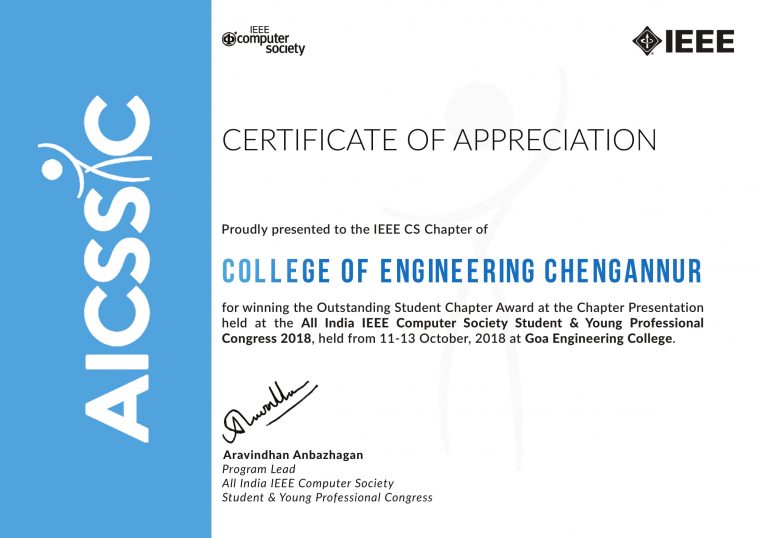 IEEE
computer
society
IEEE
AICSSYC
CERTIFICATE OF APPRECIATION
Proudly presented to the IEEE CS Chapter of
COLLEGE OF ENGINEERING CHENGANNUR
for winning the Outstanding Student Chapter Award at the Chapter Presentation
held at the All India IEEE Computer Society Student & Young Professional
Congress 2018, held from 11-13 October, 2018 at Goa Engineering College.
Aravindhan Anbazhagan
Program Lead
All India IEEE Computer Society
Student & Young Professional Congress